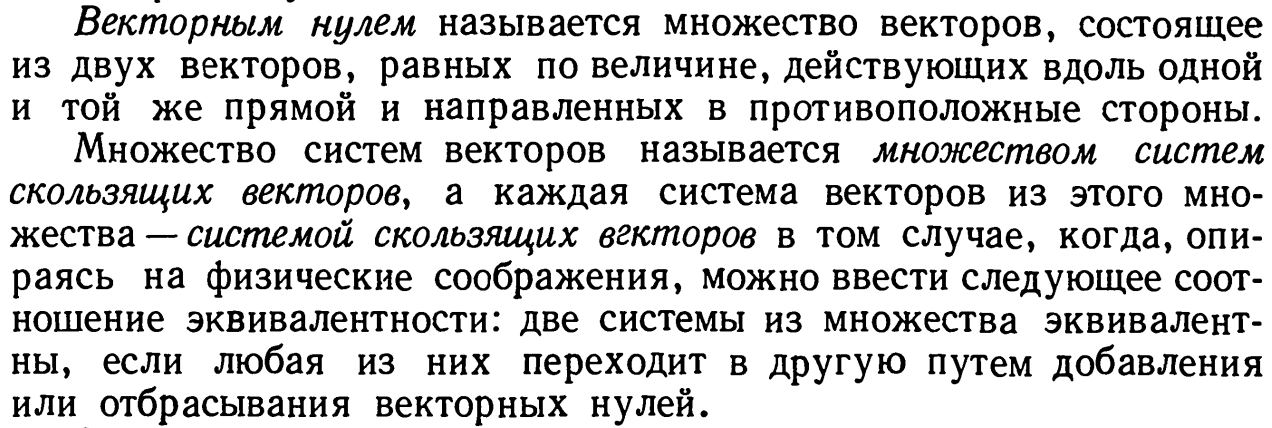 Векторным нулем называется множество векторов, состоящее
из двух векторов, равных по величине, действующих вдоль одной
и той же прямой и направленных в противоположные стороны.
Множество систем векторов называется множеством систем
скользящих векторов, а каждая система векторов из этого мно-
жества — системой скользящих векторов в том случае, когда, опи-
раясь на физические соображения, можно ввести следующее соот-
ношение эквивалентности: две системы из множества эквивалент-
ны, если любая из них переходит в другую путем добавления
или отбрасывания векторных нулей.